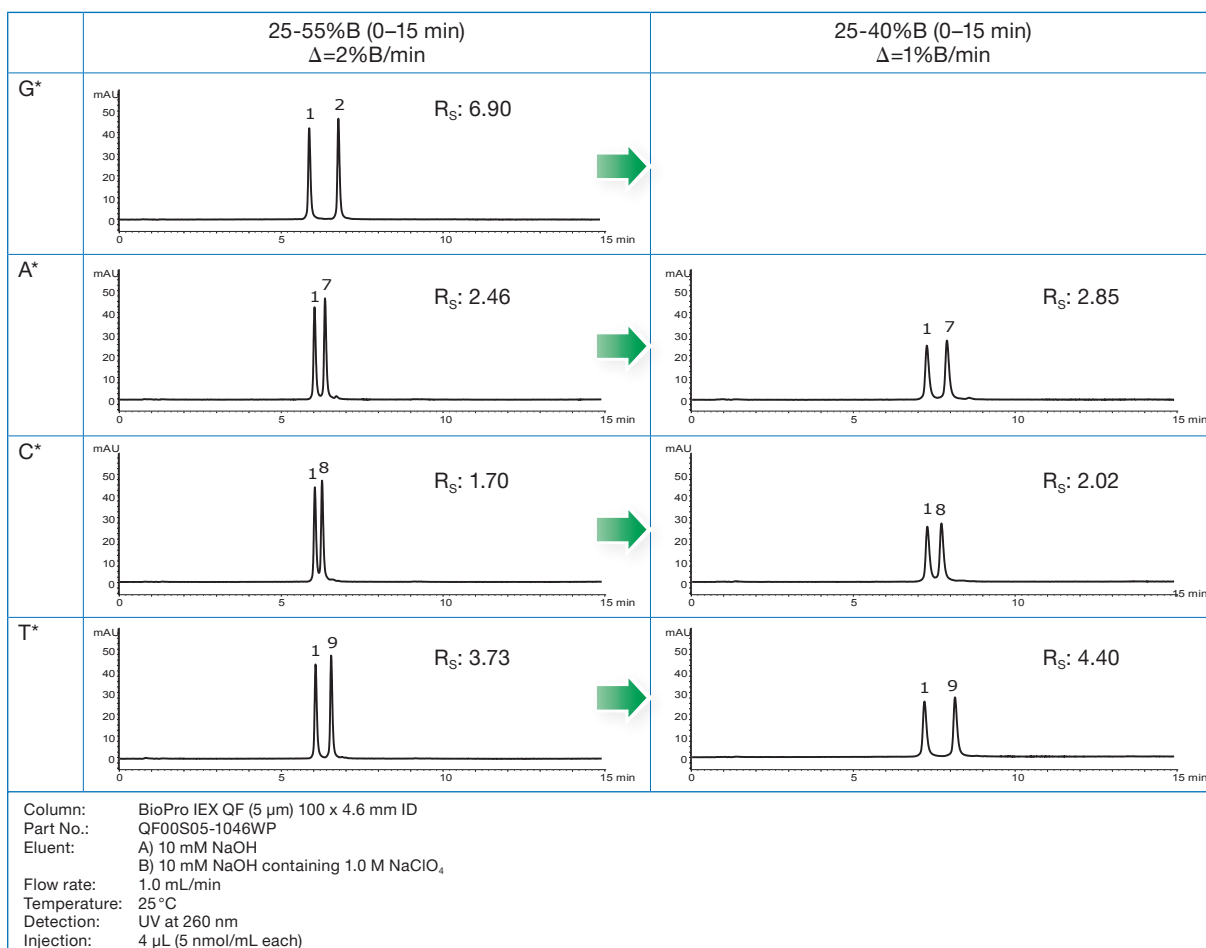 25-55%B (0–15 min)
Δ=2%B/min
25-40%B (0–15 min)
Δ=1%B/min
G*
mAU
50
40
30
20
10
0
1
2
R_S: 6.90
0
5
10
15 min
A*
mAU
50
40
30
20
10
0
1
7
R_S: 2.46
0
5
10
15 min
mAU
50
40
30
20
10
0
1
7
R_S: 2.85
0
5
10
15 min
C*
mAU
50
40
30
20
10
0
1
8
R_S: 1.70
0
5
10
15 min
mAU
50
40
30
20
10
0
1
8
R_S: 2.02
0
5
10
15 min
T*
mAU
50
40
30
20
10
0
1
9
R_S: 3.73
0
5
10
15 min
mAU
50
40
30
20
10
0
1
9
R_S: 4.40
0
5
10
15 min
Column: BioPro IEX QF (5 µm) 100 x 4.6 mm ID
Part No.: QF00S05-1046WP
Eluent: A) 10 mM NaOH
B) 10 mM NaOH containing 1.0 M NaClO₄
Flow rate: 1.0 mL/min
Temperature: 25°C
Detection: UV at 260 nm
Injection: 4 µL (5 nmol/mL each)